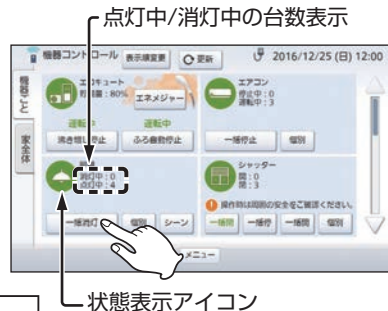 点灯中/消灯中の台数表示
機器コントロール 表示順変更 更新 2016/12/25 (日) 12:00
機器ごと
家全体
エコキュート
貯湯量:80%
エネメジャー
運転中 運転中
沸き増し停止 ふろ自動停止
エアコン
停止中:0
運転中:3
一括停止 個別
消灯中:0
点灯中:4
一括消灯 個別 シーン
シャッター
開:0
閉:3
操作時は周囲の安全をご確認ください。
一括開 一括停 一括閉 個別
メニュー
状態表示アイコン